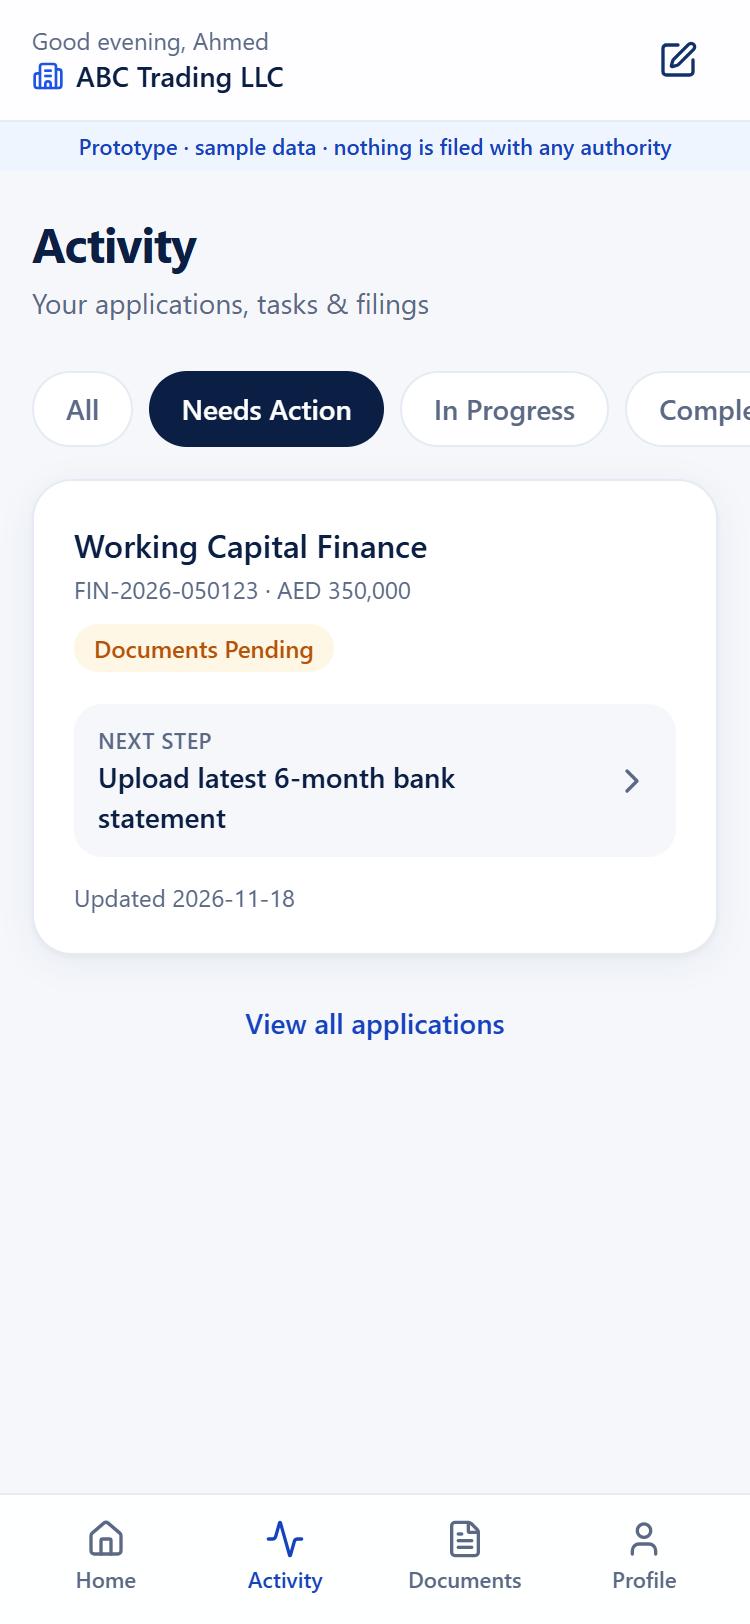 Good evening, Ahmed
ABC Trading LLC
Prototype · sample data · nothing is filed with any authority
Activity
Your applications, tasks & filings
All
Needs Action
In Progress
Comple
Working Capital Finance
FIN-2026-050123 · AED 350,000
Documents Pending
NEXT STEP
Upload latest 6-month bank
statement
Updated 2026-11-18
View all applications
Home
Activity
Documents
Profile